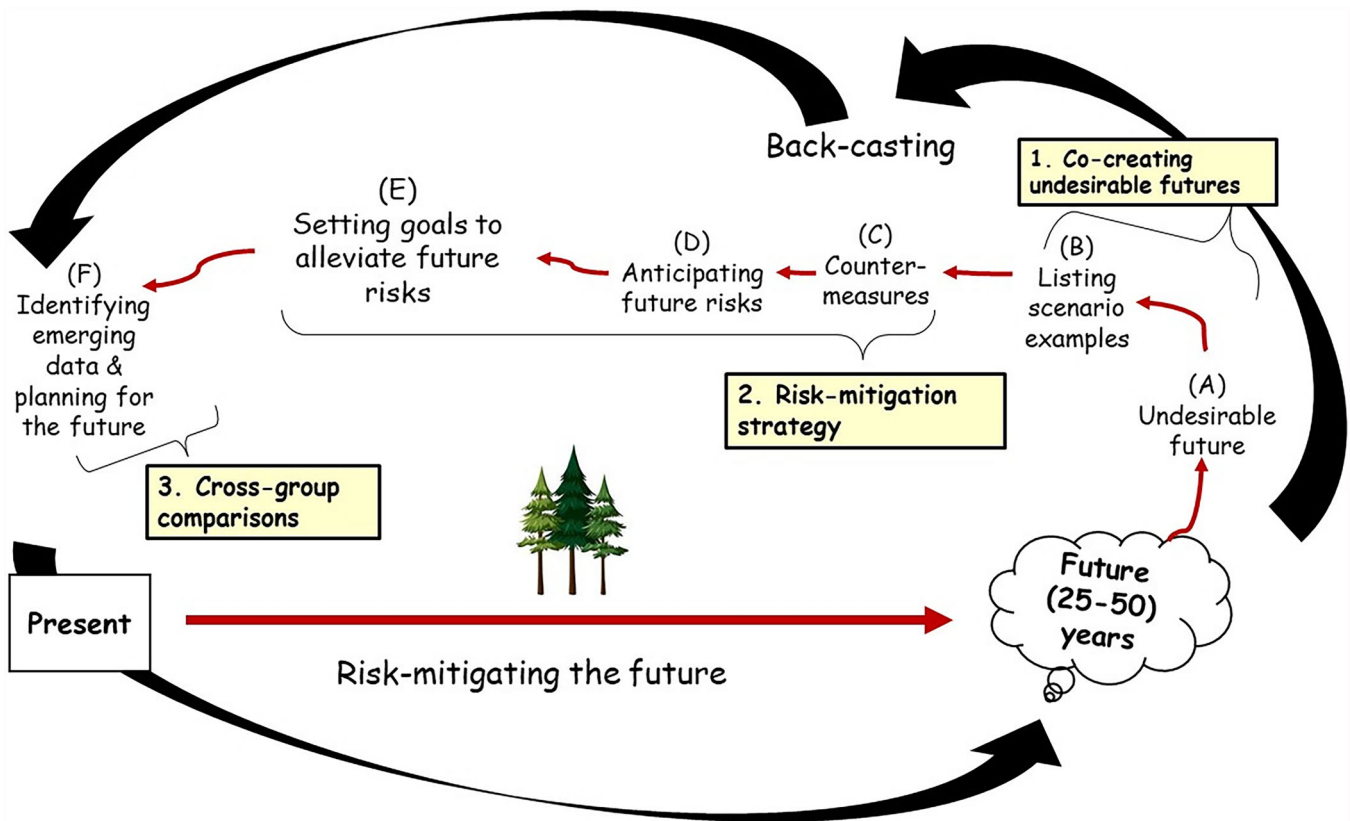 Back-casting
1. Co-creating
undesirable futures
(E)
Setting goals to
alleviate future
risks
(D)
Anticipating
future risks
(C)
Counter-
measures
(B)
Listing
scenario
examples
(F)
Identifying
emerging
data &
planning for
the future
(A)
Undesirable
future
2. Risk-mitigation
strategy
3. Cross-group
comparisons
Future
(25-50)
years
Present
Risk-mitigating the future